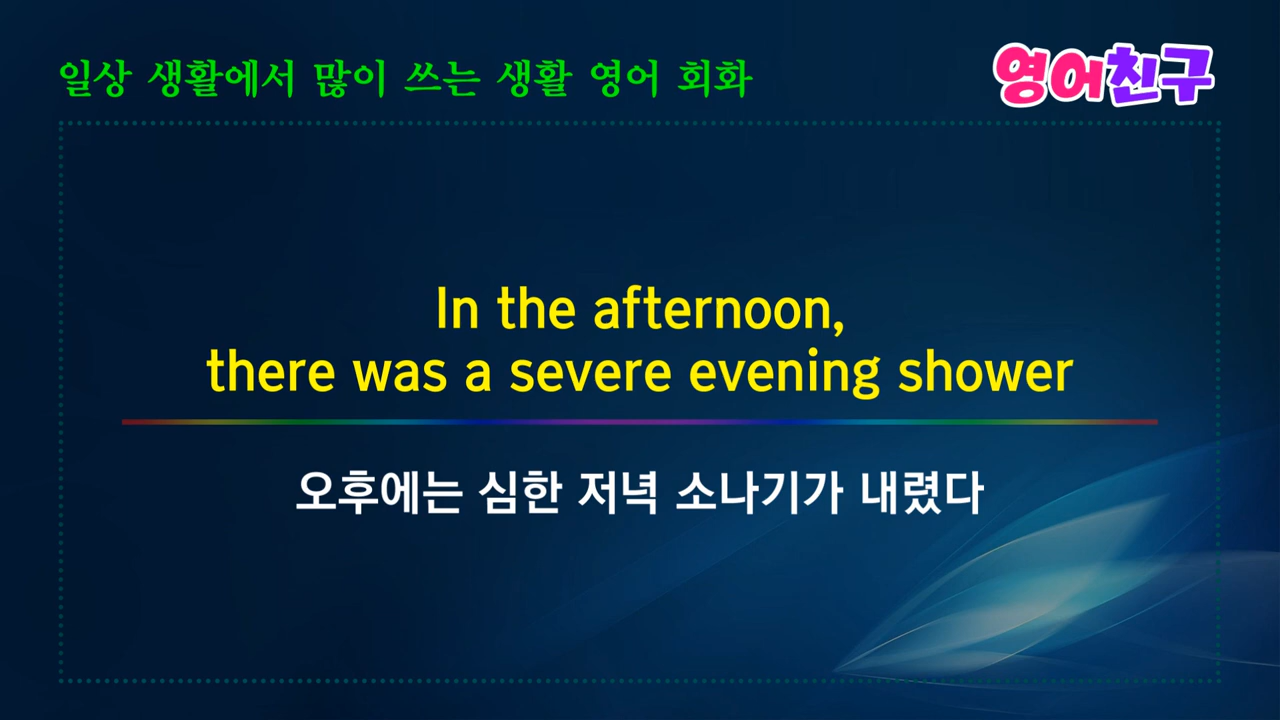 일상 생활에서 많이 쓰는 생활 영어 회화
영어친구
In the afternoon,
there was a severe evening shower
오후에는 심한 저녁 소나기가 내렸다